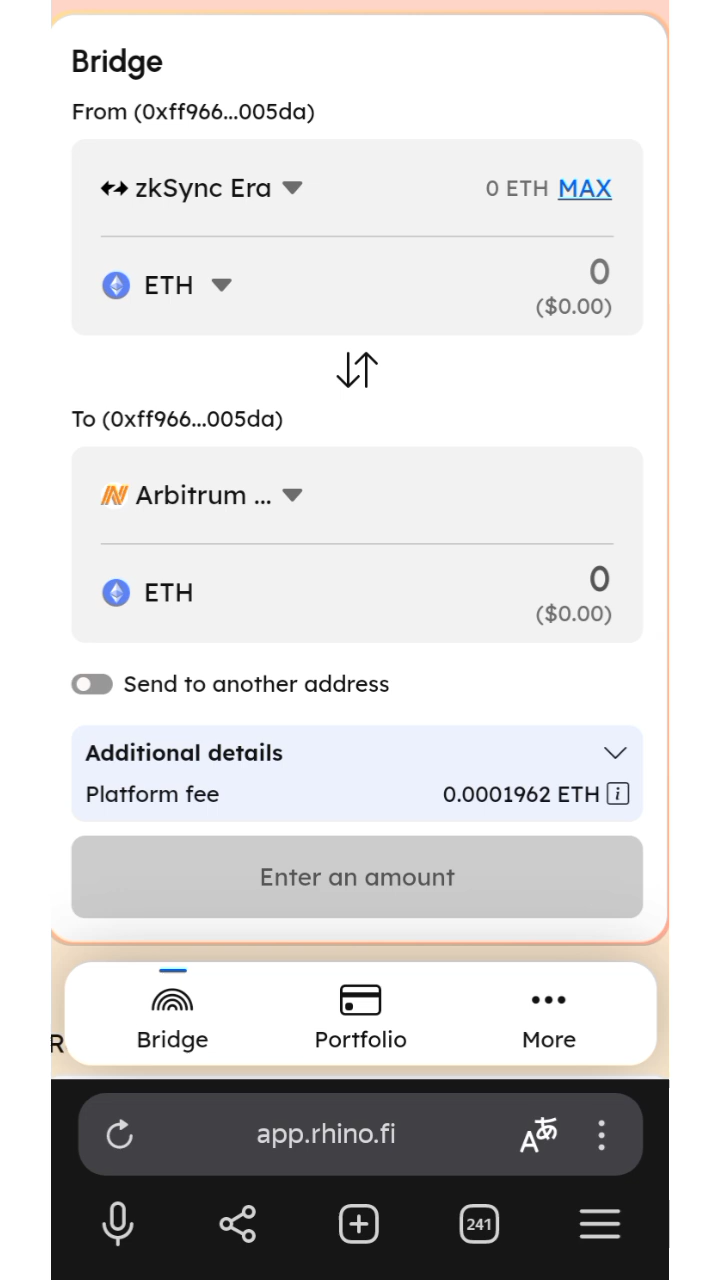 Bridge
From (0xff966...005da)
zkSync Era 0 ETH MAX
ETH 0
($0.00)
To (0xff966...005da)
Arbitrum ...
ETH 0
($0.00)
Send to another address
Additional details
Platform fee 0.0001962 ETH i
Enter an amount
R
Bridge Portfolio More
app.rhino.fi Aあ
241